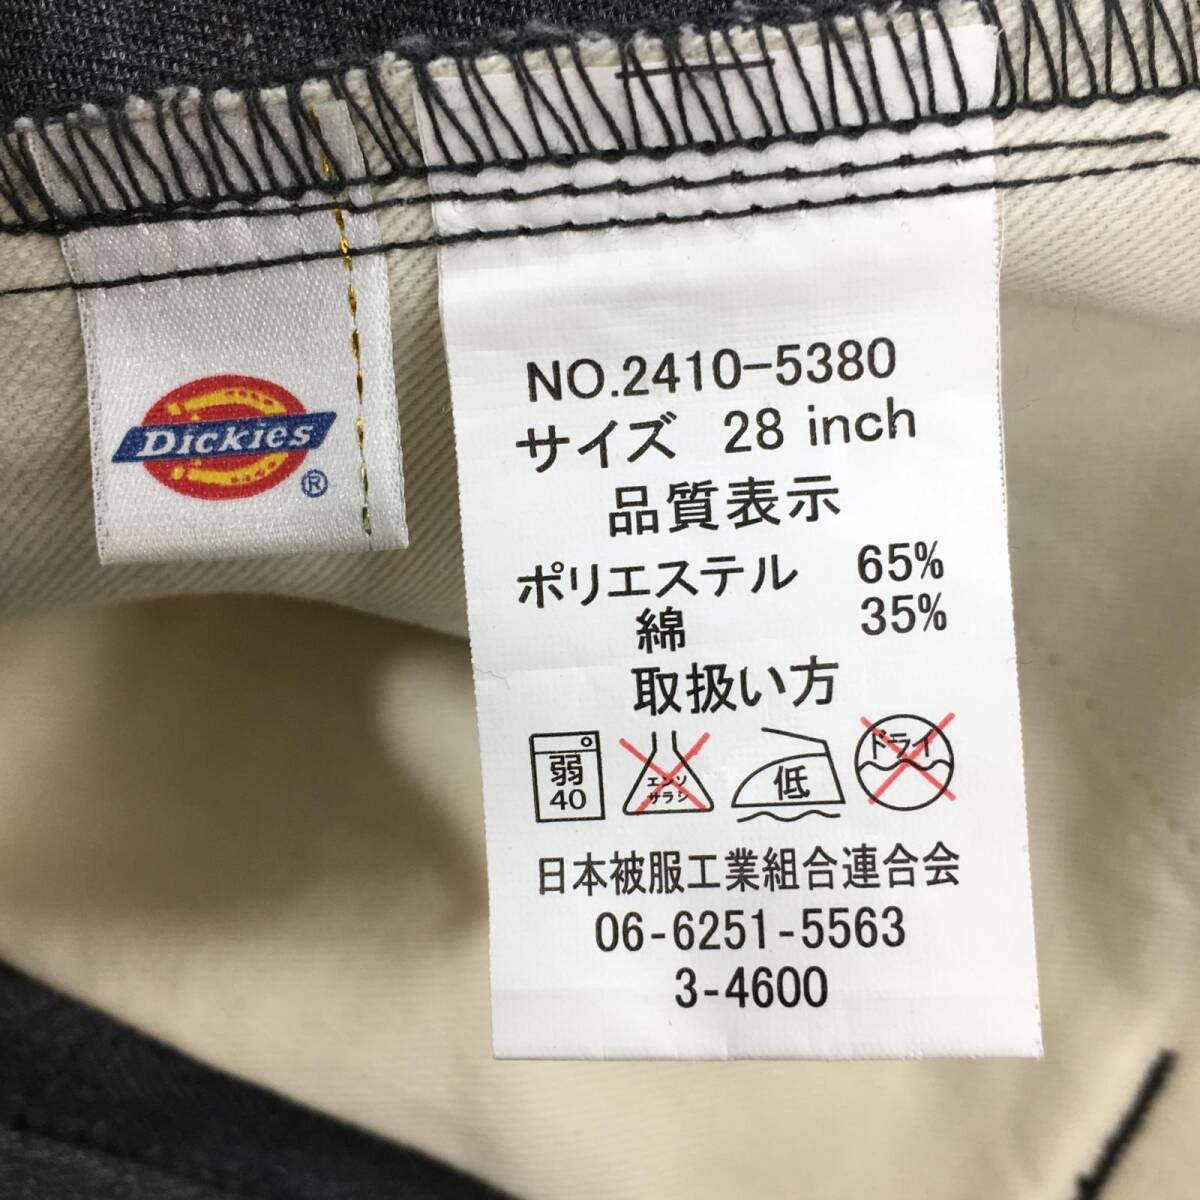 Dickies
®
NO.2410-5380
サイズ 28 inch
品質表示
ポリエステル 65%
綿 35%
取扱い方
弱
40
エンソ
サラシ
低
ドライ
日本被服工業組合連合会
06-6251-5563
3-4600